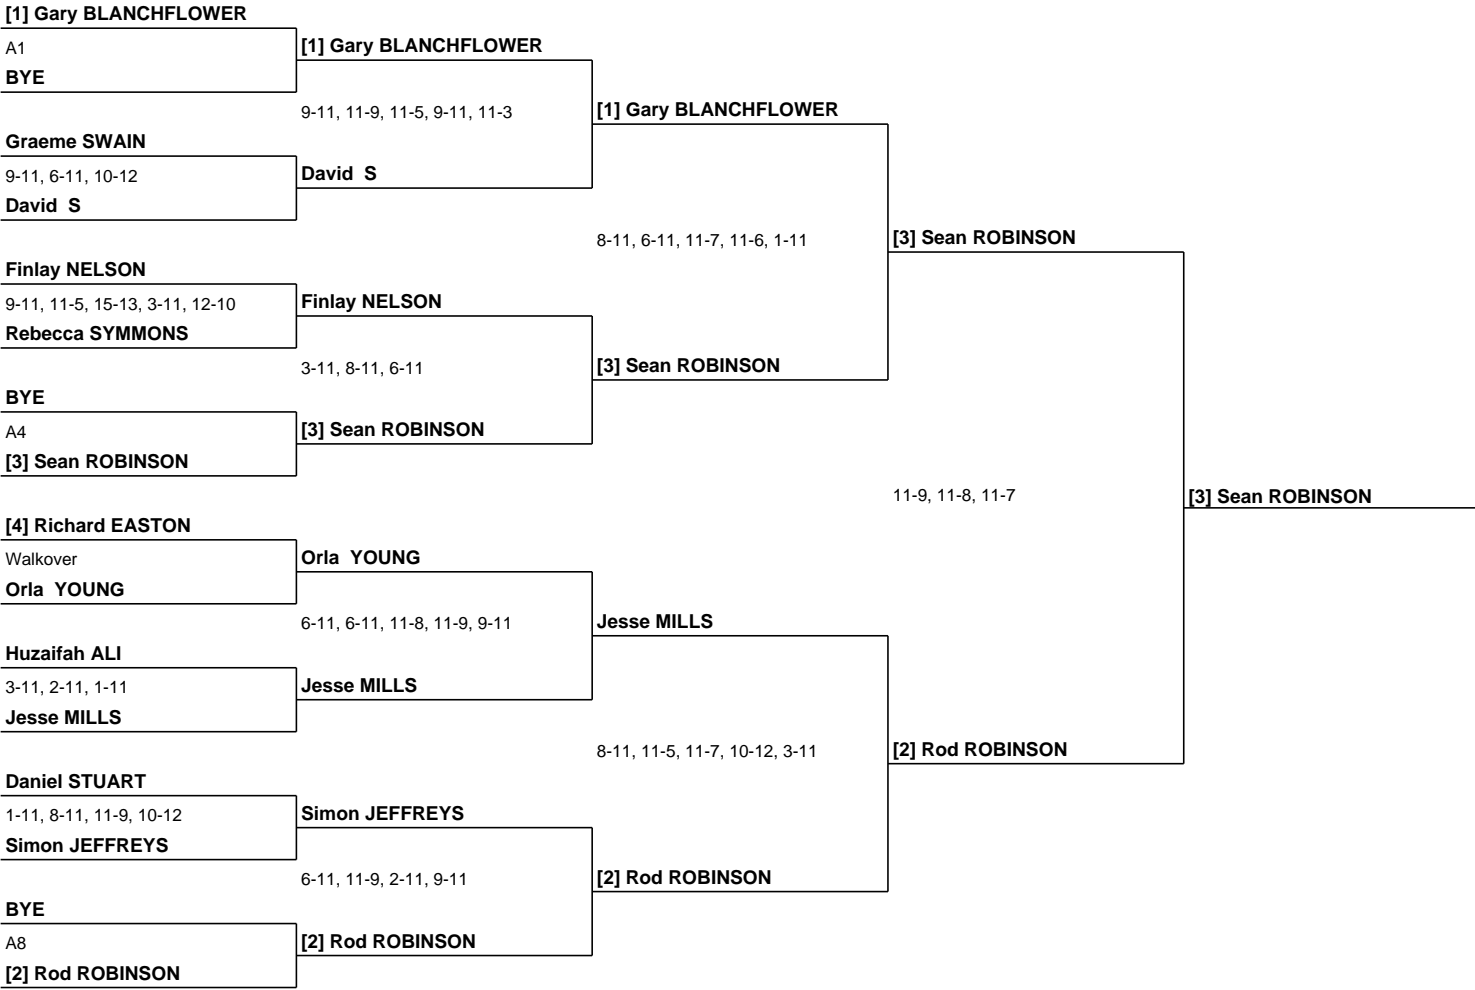 [1] Gary BLANCHFLOWER
A1
[1] Gary BLANCHFLOWER
BYE
9-11, 11-9, 11-5, 9-11, 11-3
[1] Gary BLANCHFLOWER
Graeme SWAIN
9-11, 6-11, 10-12
David  S
David  S
8-11, 6-11, 11-7, 11-6, 1-11
[3] Sean ROBINSON
Finlay NELSON
9-11, 11-5, 15-13, 3-11, 12-10
Finlay NELSON
Rebecca SYMMONS
3-11, 8-11, 6-11
[3] Sean ROBINSON
BYE
A4
[3] Sean ROBINSON
[3] Sean ROBINSON
11-9, 11-8, 11-7
[3] Sean ROBINSON
[4] Richard EASTON
Walkover
Orla  YOUNG
Orla  YOUNG
6-11, 6-11, 11-8, 11-9, 9-11
Jesse MILLS
Huzaifah ALI
3-11, 2-11, 1-11
Jesse MILLS
Jesse MILLS
8-11, 11-5, 11-7, 10-12, 3-11
[2] Rod ROBINSON
Daniel STUART
1-11, 8-11, 11-9, 10-12
Simon JEFFREYS
Simon JEFFREYS
6-11, 11-9, 2-11, 9-11
[2] Rod ROBINSON
BYE
A8
[2] Rod ROBINSON
[2] Rod ROBINSON